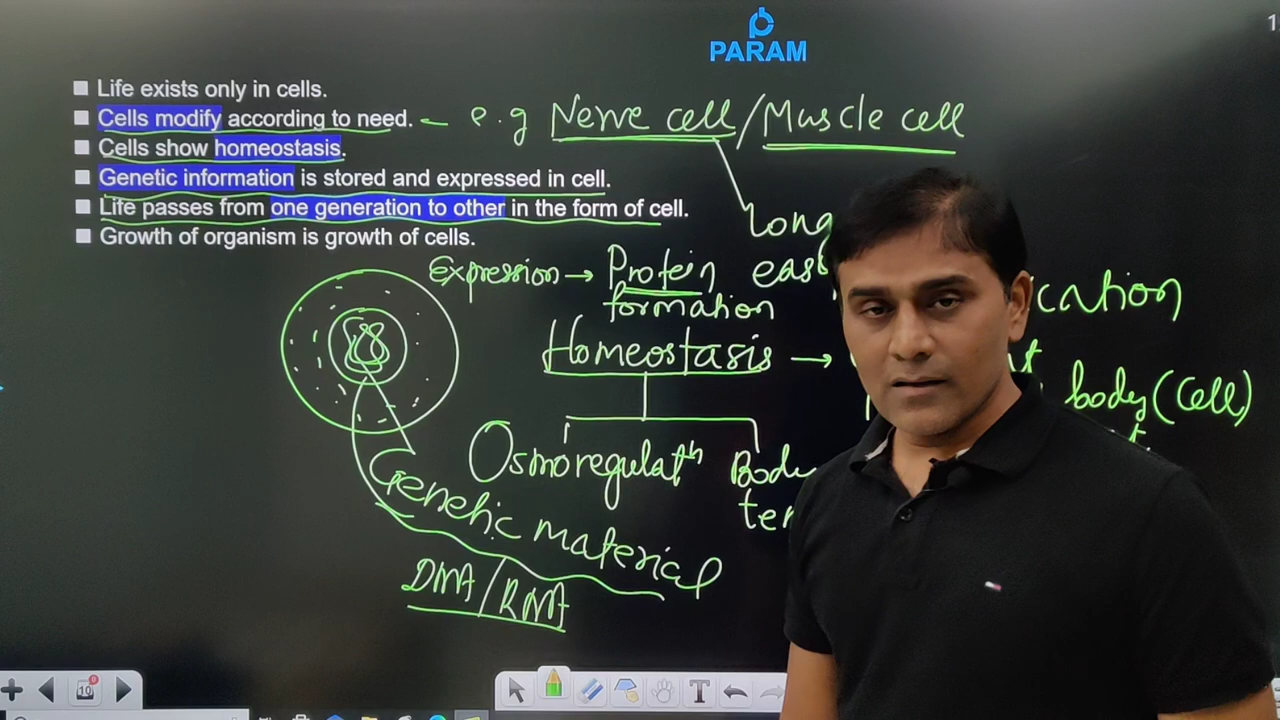 PARAM
■ Life exists only in cells.
■ Cells modify according to need. – e.g Nerve cell/Muscle cell
■ Cells show homeostasis.
■ Genetic information is stored and expressed in cell.
■ Life passes from one generation to other in the form of cell.
■ Growth of organism is growth of cells.
Long
Expression → Protein
formation
Homeostasis →
body (Cell)
Osmoregulatⁿ Body
Genetic material
DNA/RNA
10
T